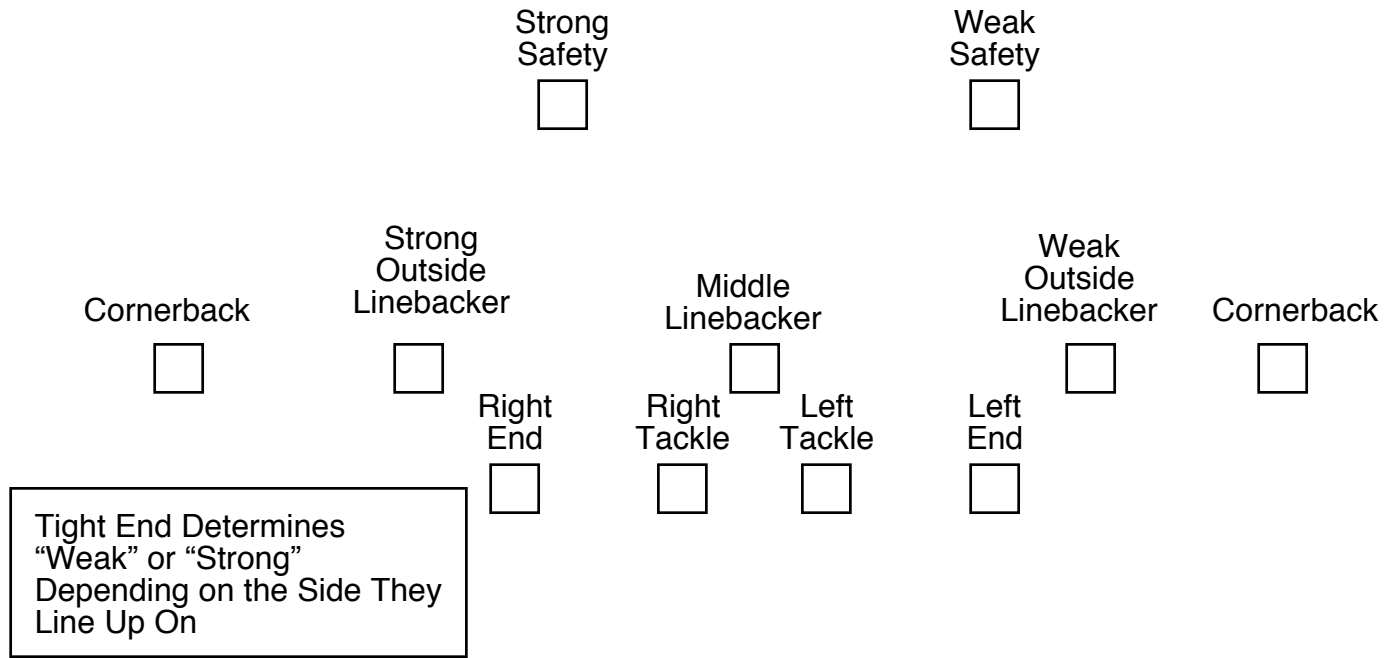 Strong
Safety
Weak
Safety
Strong
Outside
Linebacker
Weak
Outside
Linebacker
Middle
Linebacker
Cornerback
Cornerback
Right
End
Right
Tackle
Left
Tackle
Left
End
Tight End Determines
“Weak” or “Strong”
Depending on the Side They
Line Up On